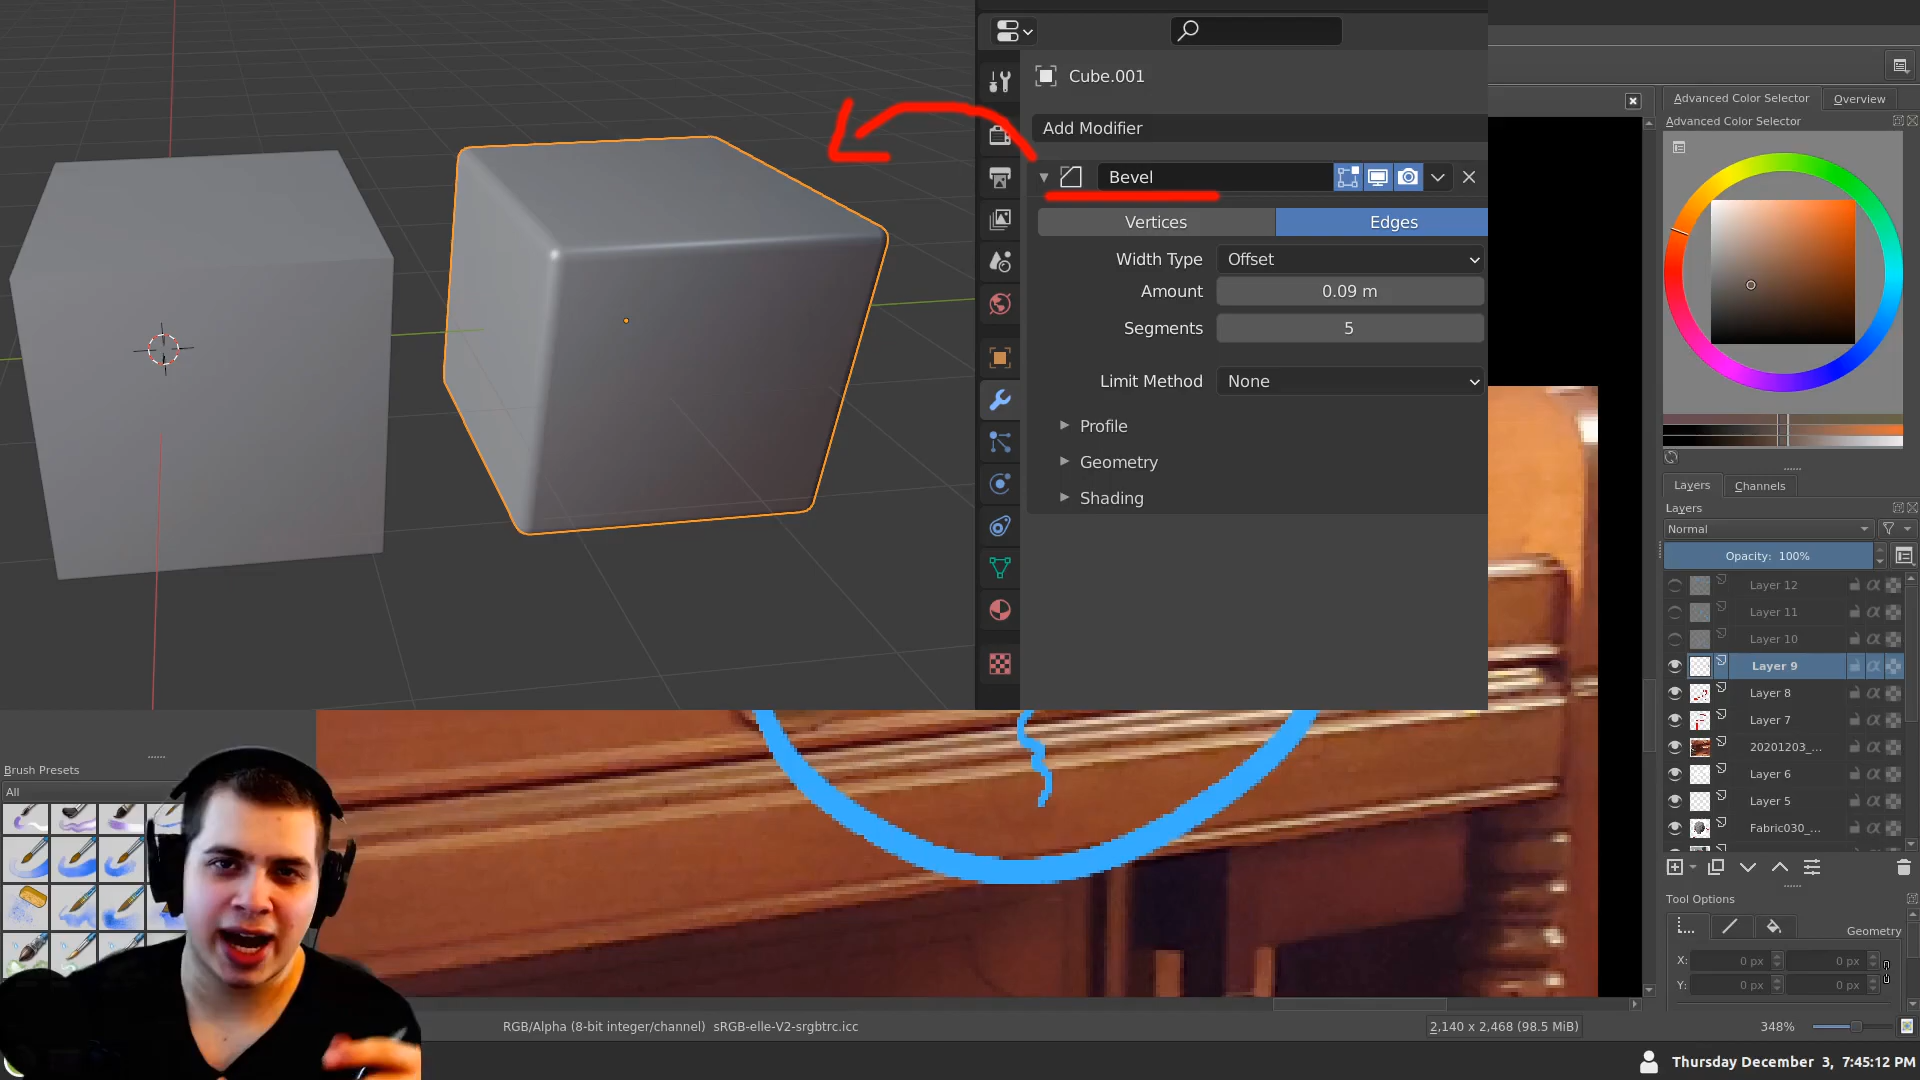 Cube.001
Add Modifier
Bevel
Vertices
Edges
Width Type
Offset
Amount
0.09 m
Segments
5
Limit Method
None
Profile
Geometry
Shading
Advanced Color Selector
Overview
Advanced Color Selector
Layers
Channels
Layers
Normal
Opacity: 100%
Layer 12
Layer 11
Layer 10
Layer 9
Layer 8
Layer 7
20201203_...
Layer 6
Layer 5
Fabric030_...
Tool Options
Geometry
X:
0 px
0 px
Y:
0 px
0 px
Brush Presets
All
RGB/Alpha (8-bit integer/channel) sRGB-elle-V2-srgbtrc.icc
2,140 x 2,468 (98.5 MiB)
348%
Thursday December 3, 7:45:12 PM